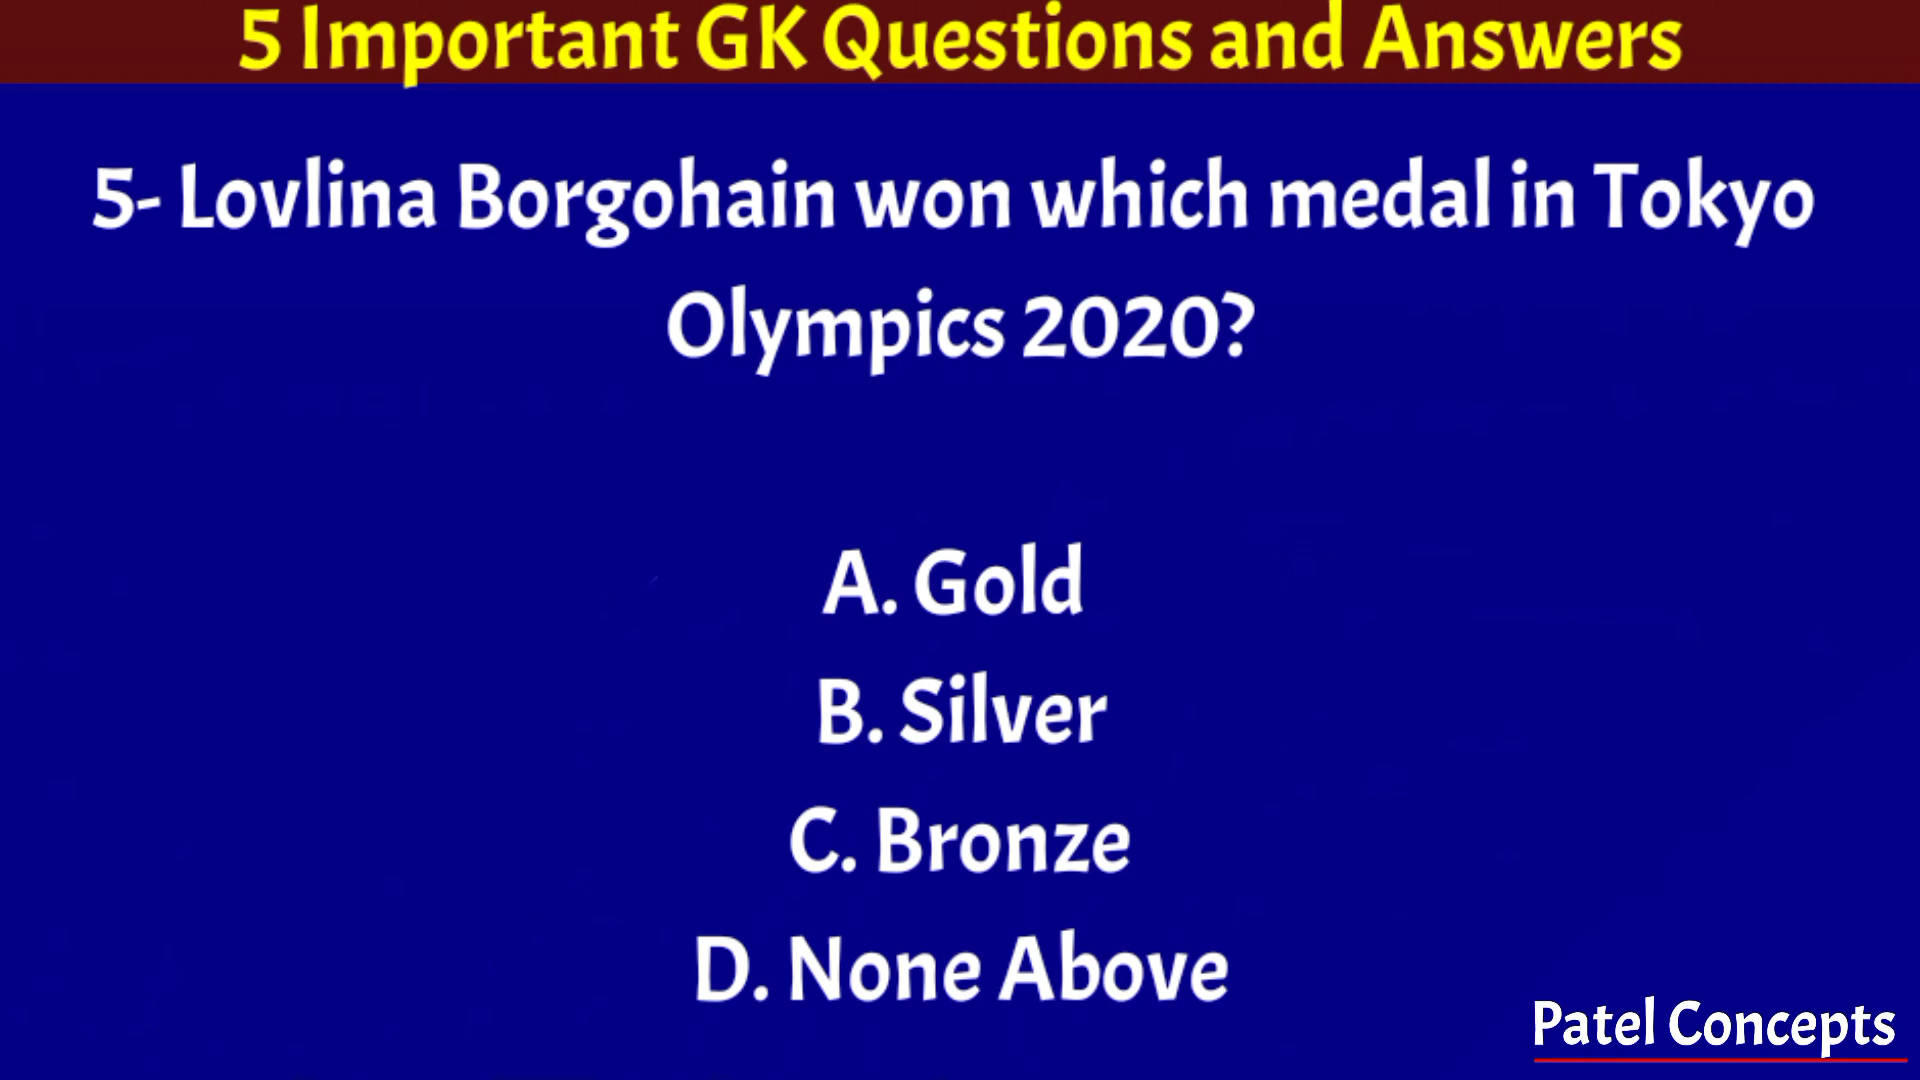 5 Important GK Questions and Answers
5- Lovlina Borgohain won which medal in Tokyo
Olympics 2020?
A. Gold
B. Silver
C. Bronze
D. None Above
Patel Concepts